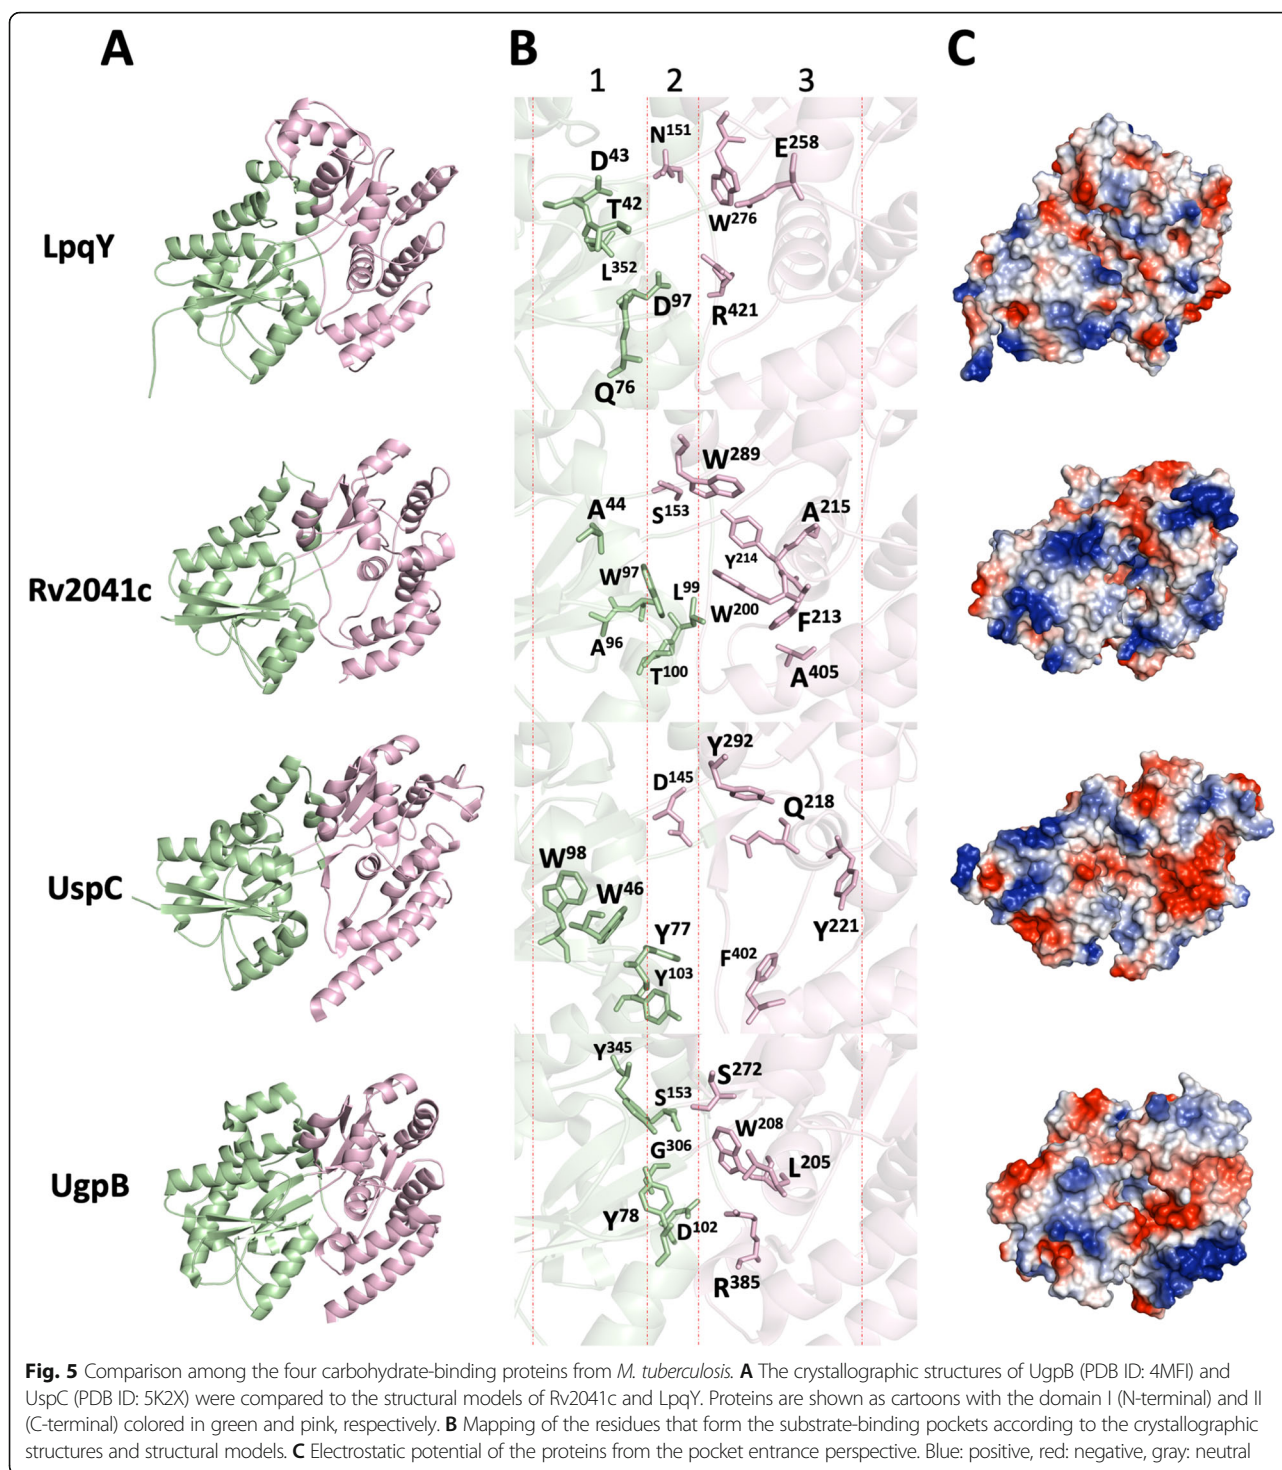 A
B
C
1 2 3
LpqY
N151
D43
E258
T42
W276
L352
D97
R421
Q76
Rv2041c
W289
S153
A44
A215
Y214
W97
L99
W200
F213
A96
T100
A405
UspC
Y292
D145
Q218
W98
W46
Y77
Y221
F402
Y103
UgpB
Y345
S272
S153
W208
G306
L205
Y78
D102
R385
Fig. 5 Comparison among the four carbohydrate-binding proteins from M. tuberculosis. A The crystallographic structures of UgpB (PDB ID: 4MFI) and
UspC (PDB ID: 5K2X) were compared to the structural models of Rv2041c and LpqY. Proteins are shown as cartoons with the domain I (N-terminal) and II
(C-terminal) colored in green and pink, respectively. B Mapping of the residues that form the substrate-binding pockets according to the crystallographic
structures and structural models. C Electrostatic potential of the proteins from the pocket entrance perspective. Blue: positive, red: negative, gray: neutral